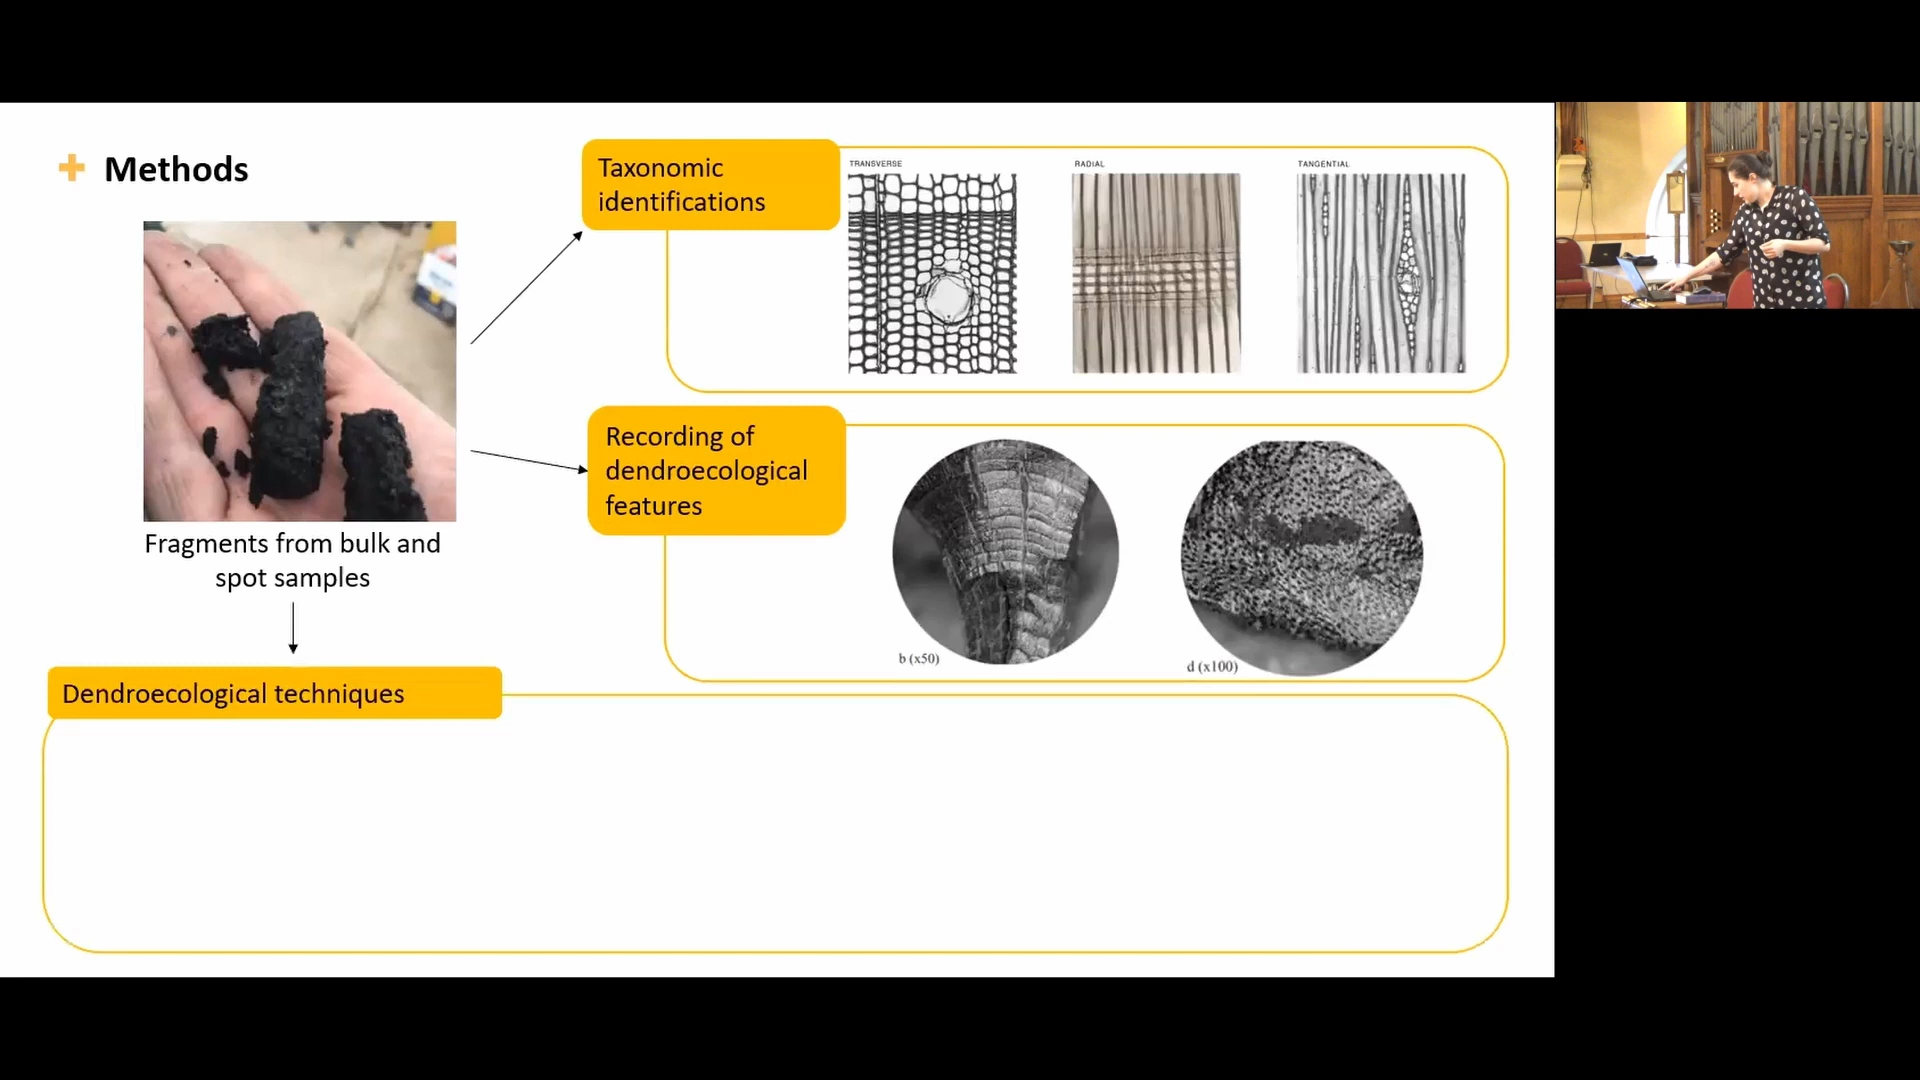 Methods
Taxonomic
identifications
TRANSVERSE
RADIAL
TANGENTIAL
Recording of
dendroecological
features
b (x50)
d (x100)
Fragments from bulk and
spot samples
Dendroecological techniques